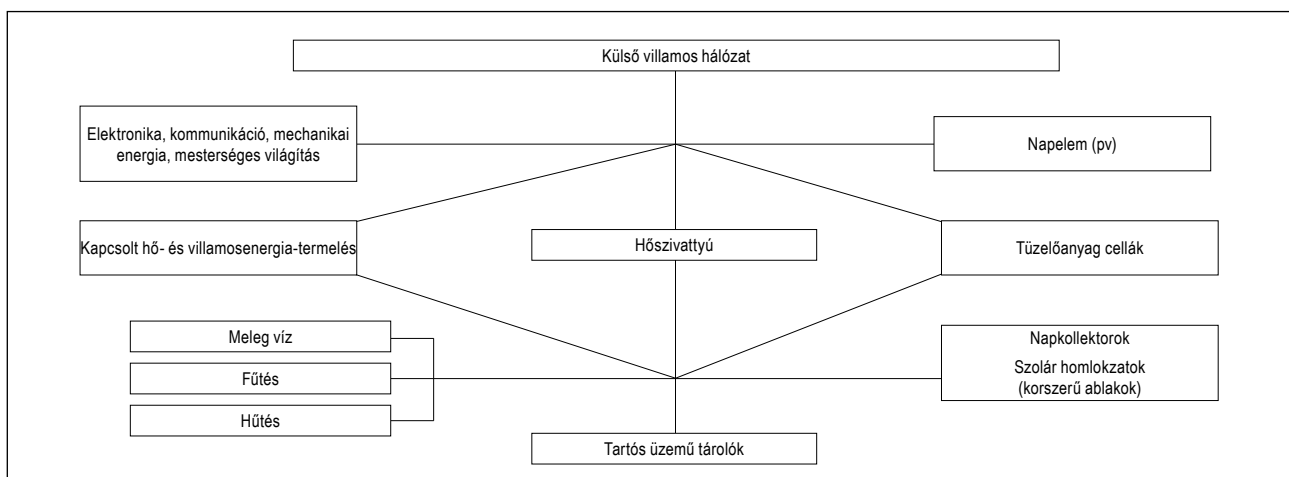 Külső villamos hálózat
Elektronika, kommunikáció, mechanikai
energia, mesterséges világítás
Napelem (pv)
Kapcsolt hő- és villamosenergia-termelés
Hőszivattyú
Tüzelőanyag cellák
Meleg víz
Fűtés
Hűtés
Napkollektorok
Szolár homlokzatok
(korszerű ablakok)
Tartós üzemű tárolók